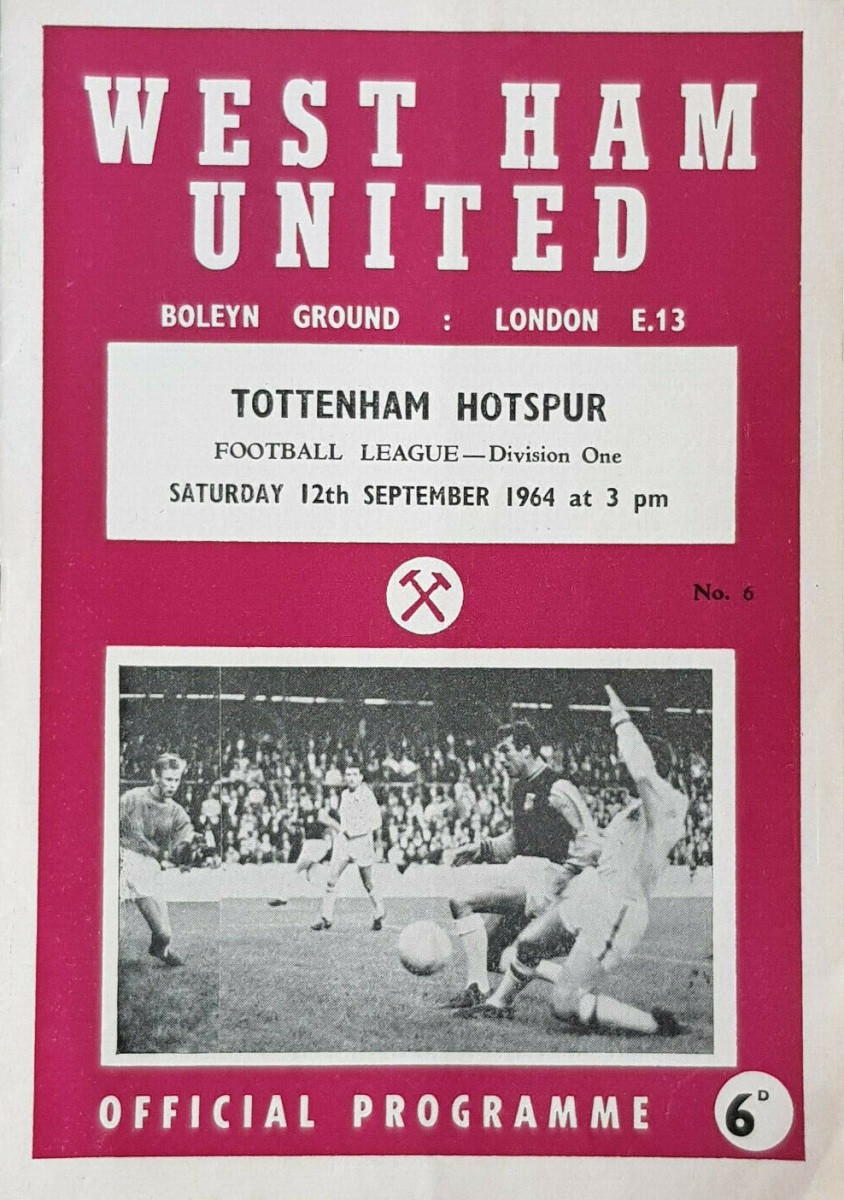 WEST HAM
UNITED
BOLEYN GROUND : LONDON E.13
TOTTENHAM HOTSPUR
FOOTBALL LEAGUE—Division One
SATURDAY 12th SEPTEMBER 1964 at 3 pm
No. 6
OFFICIAL PROGRAMME
6D